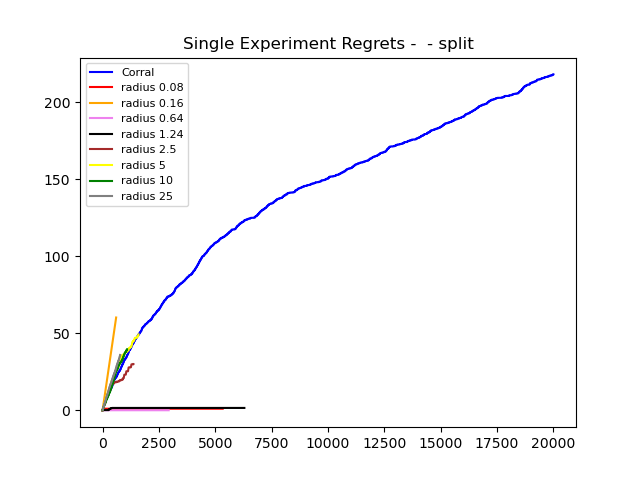 Single Experiment Regrets -  - split
Corral
radius 0.08
radius 0.16
radius 0.64
radius 1.24
radius 2.5
radius 5
radius 10
radius 25
200
150
100
50
0
0 2500 5000 7500 10000 12500 15000 17500 20000